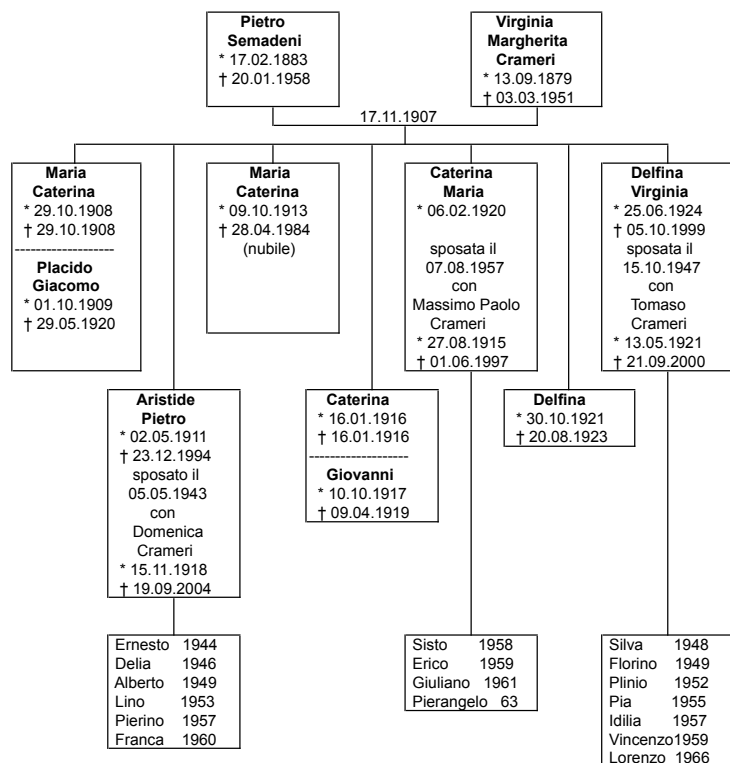 Pietro
Semadeni
* 17.02.1883
† 20.01.1958
Virginia
Margherita
Crameri
* 13.09.1879
† 03.03.1951
17.11.1907
Maria
Caterina
* 29.10.1908
† 29.10.1908
-------------------
Placido
Giacomo
* 01.10.1909
† 29.05.1920
Maria
Caterina
* 09.10.1913
† 28.04.1984
(nubile)
Caterina
Maria
* 06.02.1920
sposata il
07.08.1957
con
Massimo Paolo
Crameri
* 27.08.1915
† 01.06.1997
Delfina
Virginia
* 25.06.1924
† 05.10.1999
sposata il
15.10.1947
con
Tomaso
Crameri
* 13.05.1921
† 21.09.2000
Aristide
Pietro
* 02.05.1911
† 23.12.1994
sposato il
05.05.1943
con
Domenica
Crameri
* 15.11.1918
† 19.09.2004
Caterina
* 16.01.1916
† 16.01.1916
-------------------
Giovanni
* 10.10.1917
† 09.04.1919
Delfina
* 30.10.1921
† 20.08.1923
Ernesto 1944
Delia 1946
Alberto 1949
Lino 1953
Pierino 1957
Franca 1960
Sisto 1958
Erico 1959
Giuliano 1961
Pierangelo 63
Silva 1948
Florino 1949
Plinio 1952
Pia 1955
Idilia 1957
Vincenzo1959
Lorenzo 1966